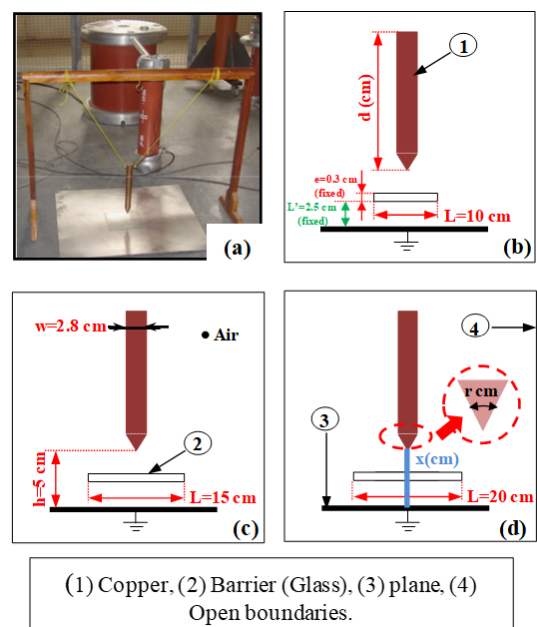 (a)
1
d (cm)
e=0.3 cm
(fixed)
L'=2.5 cm
(fixed)
L=10 cm
(b)
w=2.8 cm
• Air
2
h=5 cm
L=15 cm
(c)
4
r cm
3
x(cm)
L=20 cm
(d)
(1) Copper, (2) Barrier (Glass), (3) plane, (4)
Open boundaries.